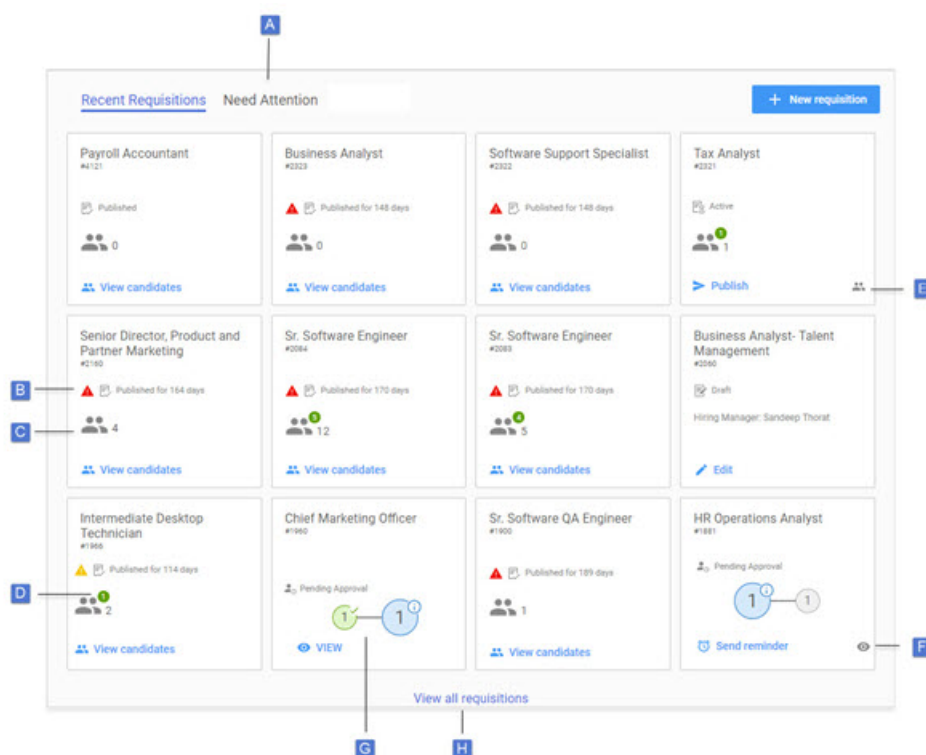 A
Recent Requisitions Need Attention
+ New requisition
Payroll Accountant
#4121
Published
0
View candidates
Business Analyst
#2323
Published for 148 days
0
View candidates
Software Support Specialist
#2322
Published for 148 days
0
View candidates
Tax Analyst
#2321
Active
1
1
Publish
E
Senior Director, Product and
Partner Marketing
#2160
B
Published for 164 days
C
4
View candidates
Sr. Software Engineer
#2084
Published for 170 days
5
12
View candidates
Sr. Software Engineer
#2083
Published for 170 days
4
5
View candidates
Business Analyst- Talent
Management
#2060
Draft
Hiring Manager: Sandeep Thorat
Edit
Intermediate Desktop
Technician
#1966
Published for 114 days
D
1
2
View candidates
Chief Marketing Officer
#1960
Pending Approval
1 1
VIEW
Sr. Software QA Engineer
#1900
Published for 189 days
1
View candidates
HR Operations Analyst
#1881
Pending Approval
1 1
Send reminder
F
View all requisitions
G
H